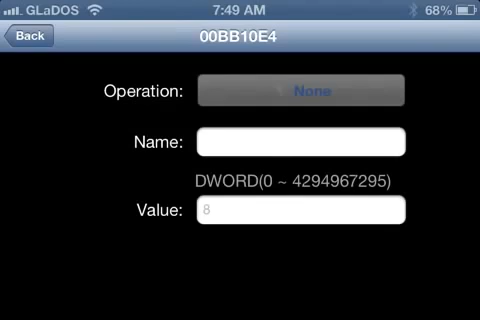 GLaDOS 7:49 AM 68%
Back 00BB10E4
Operation: None
Name:
DWORD(0 ~ 4294967295)
Value: 8